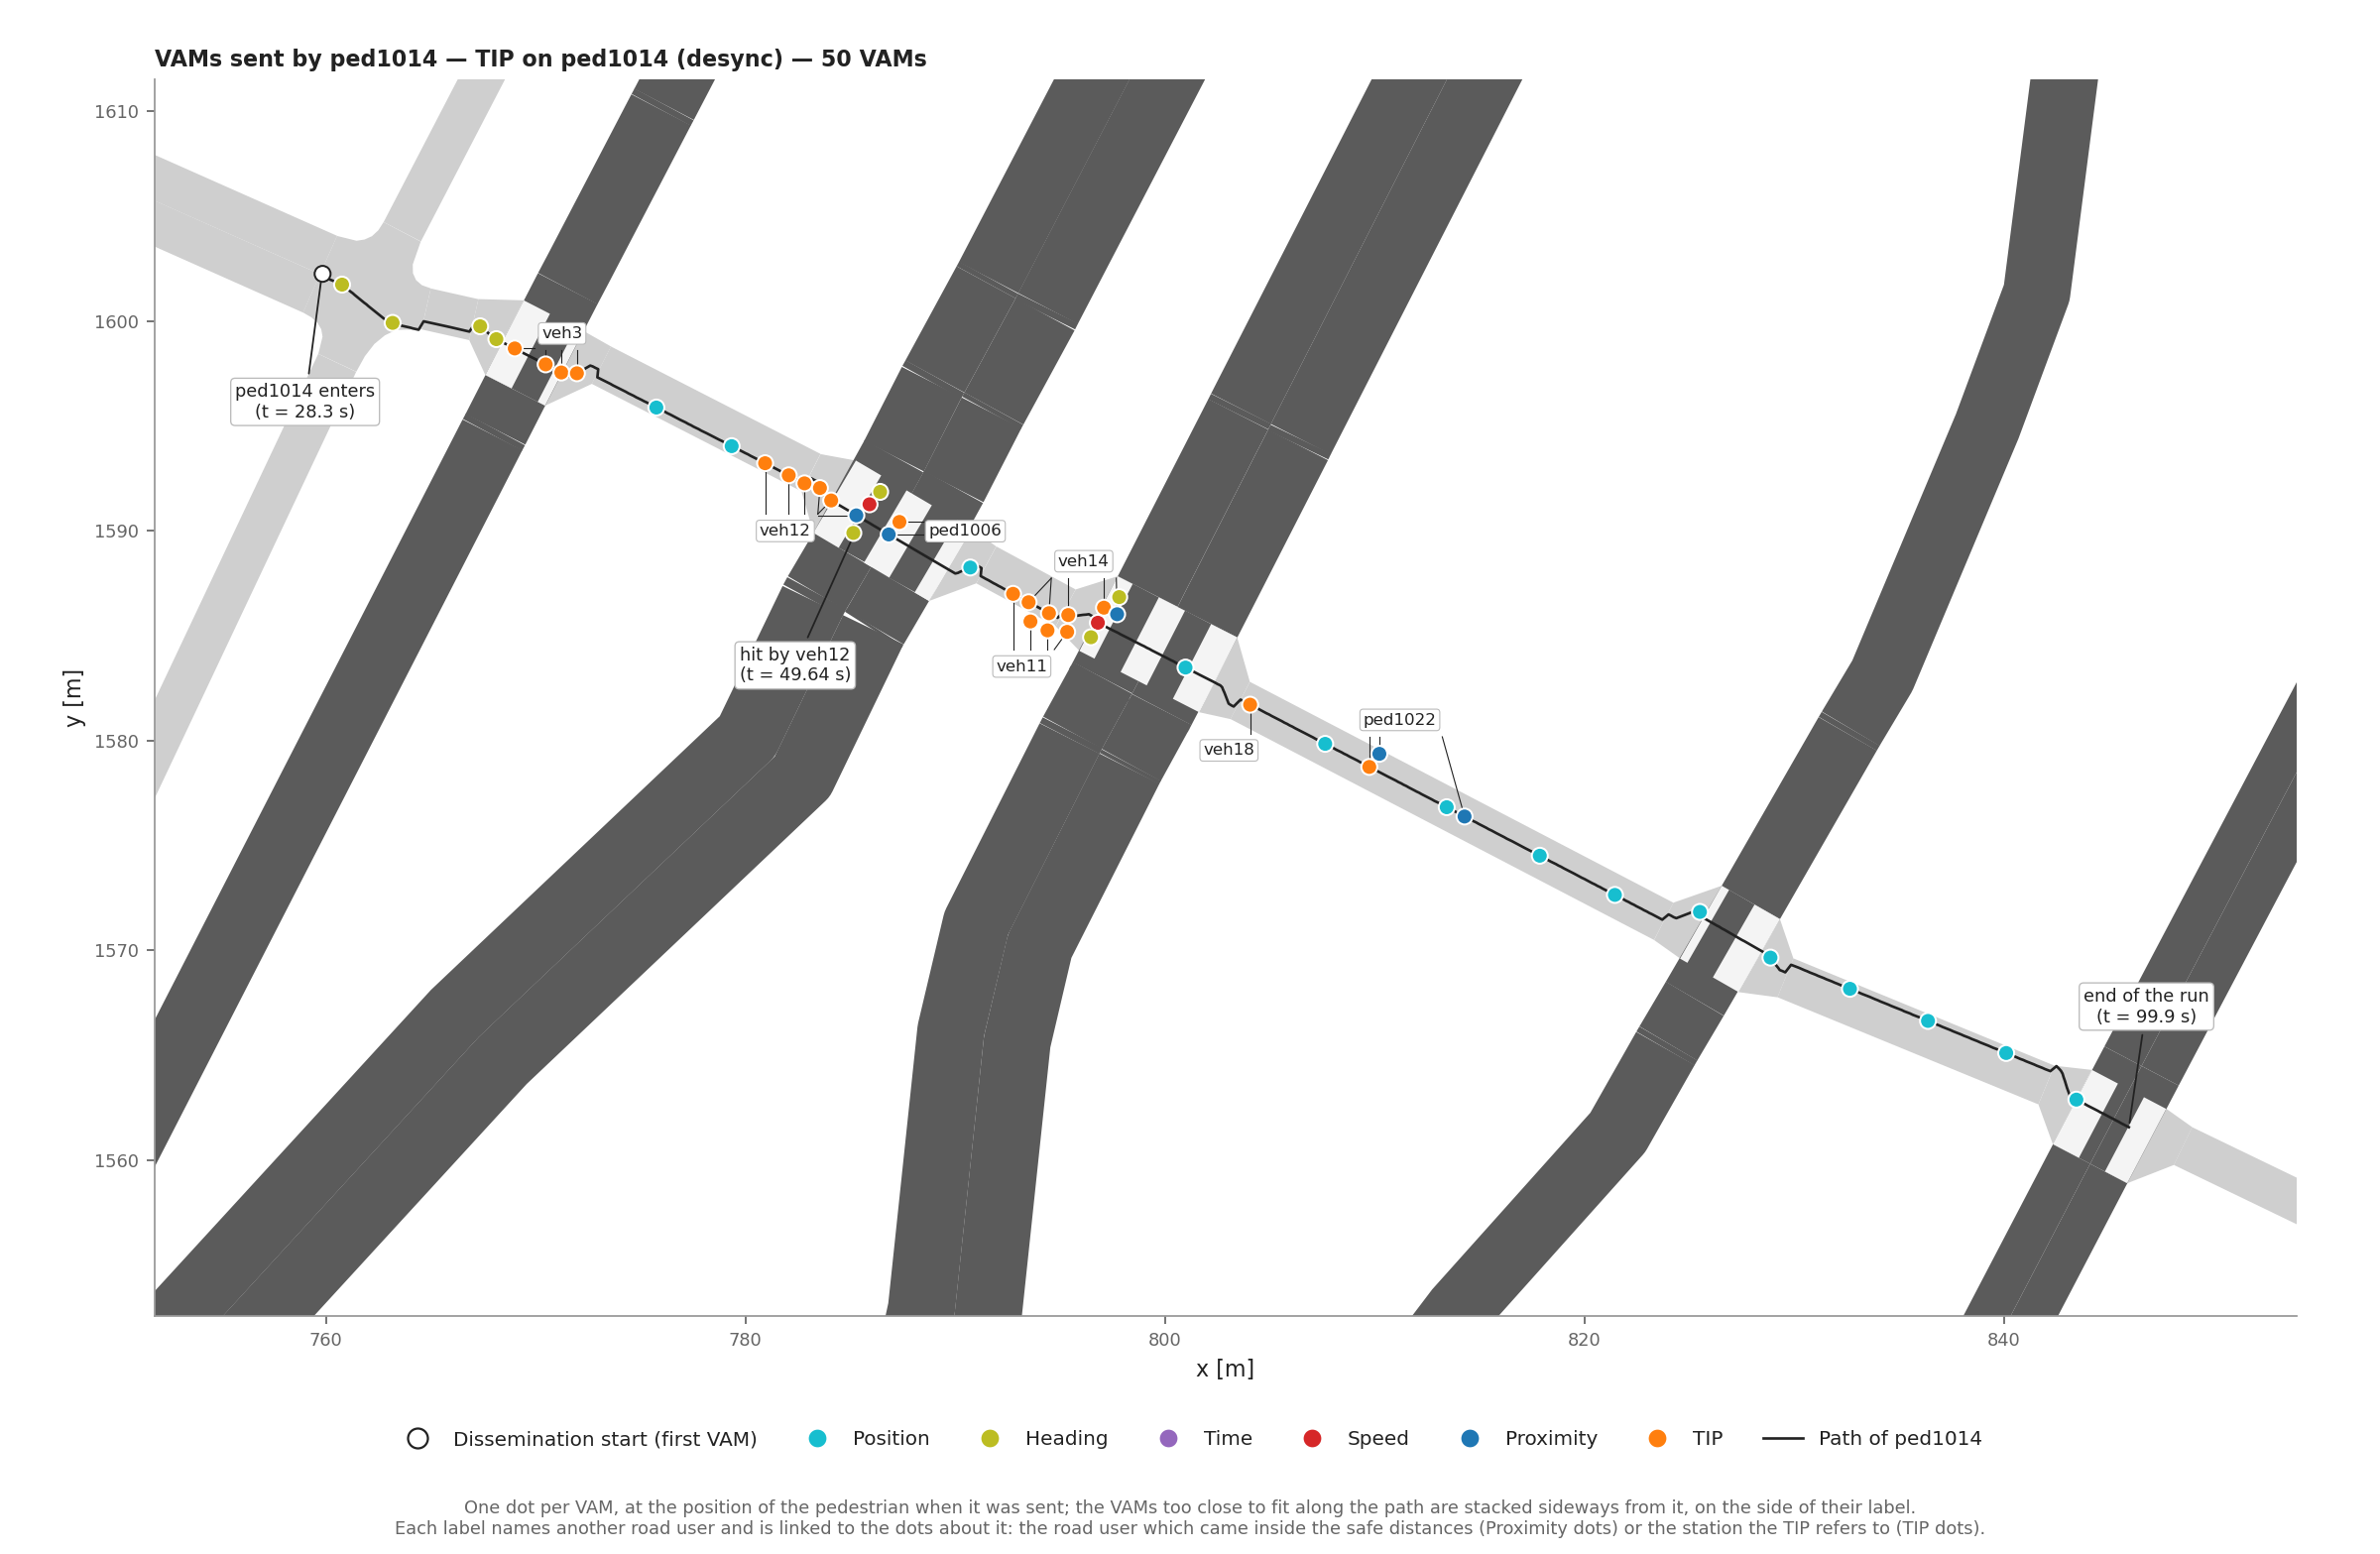 VAMs sent by ped1014 — TIP on ped1014 (desync) — 50 VAMs
1610
1600
1590
1580
1570
1560
y [m]
760
780
800
820
840
x [m]
ped1014 enters
(t = 28.3 s)
veh3
veh12
ped1006
hit by veh12
(t = 49.64 s)
veh14
veh11
veh18
ped1022
end of the run
(t = 99.9 s)
Dissemination start (first VAM)
Position
Heading
Time
Speed
Proximity
TIP
Path of ped1014
One dot per VAM, at the position of the pedestrian when it was sent; the VAMs too close to fit along the path are stacked sideways from it, on the side of their label.
Each label names another road user and is linked to the dots about it: the road user which came inside the safe distances (Proximity dots) or the station the TIP refers to (TIP dots).